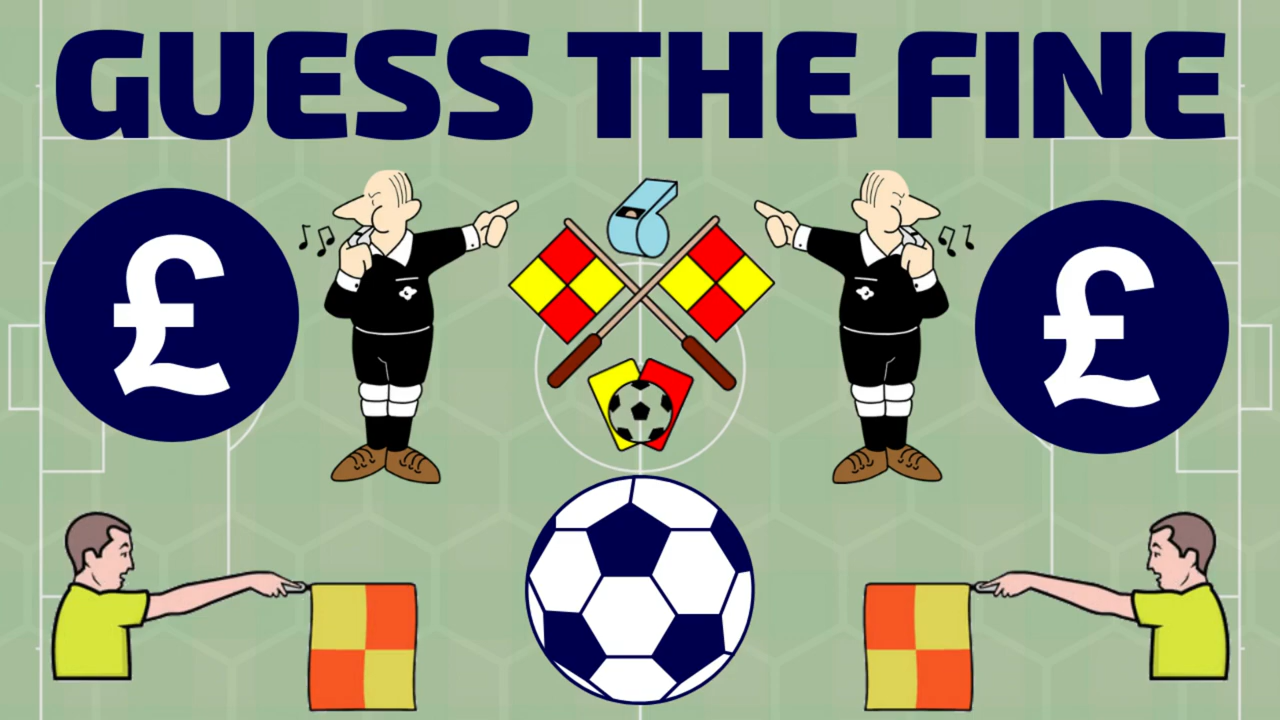 GUESS THE FINE
£ £